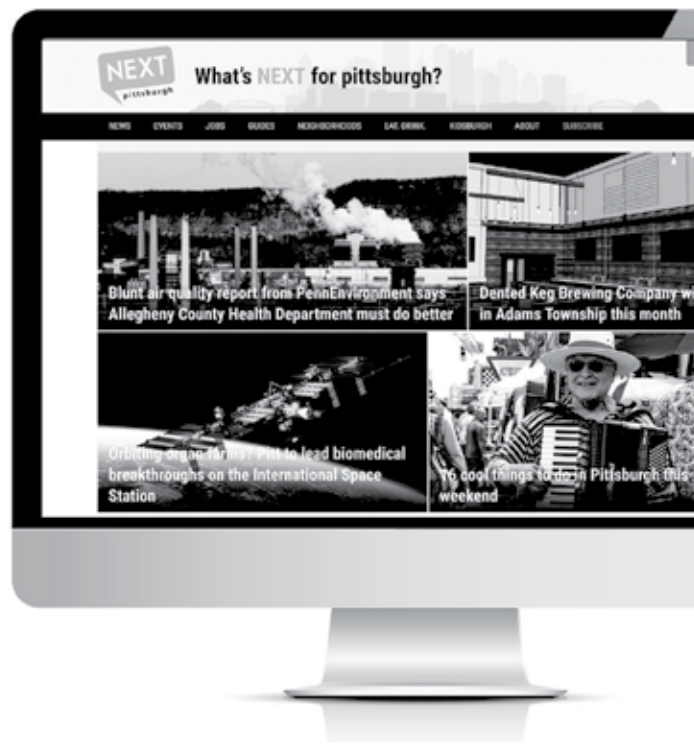 NEXT
pittsburgh
What's NEXT for pittsburgh?
NEWS EVENTS JOBS GUIDES NEIGHBORHOODS EAT. DRINK. KIDSBURGH ABOUT SUBSCRIBE
Blunt air quality report from PennEnvironment says
Allegheny County Health Department must do better
Dented Keg Brewing Company wi
in Adams Township this month
Orbiting organ farms? Pitt to lead biomedical
breakthroughs on the International Space
Station
16 cool things to do in Pittsburgh this
weekend